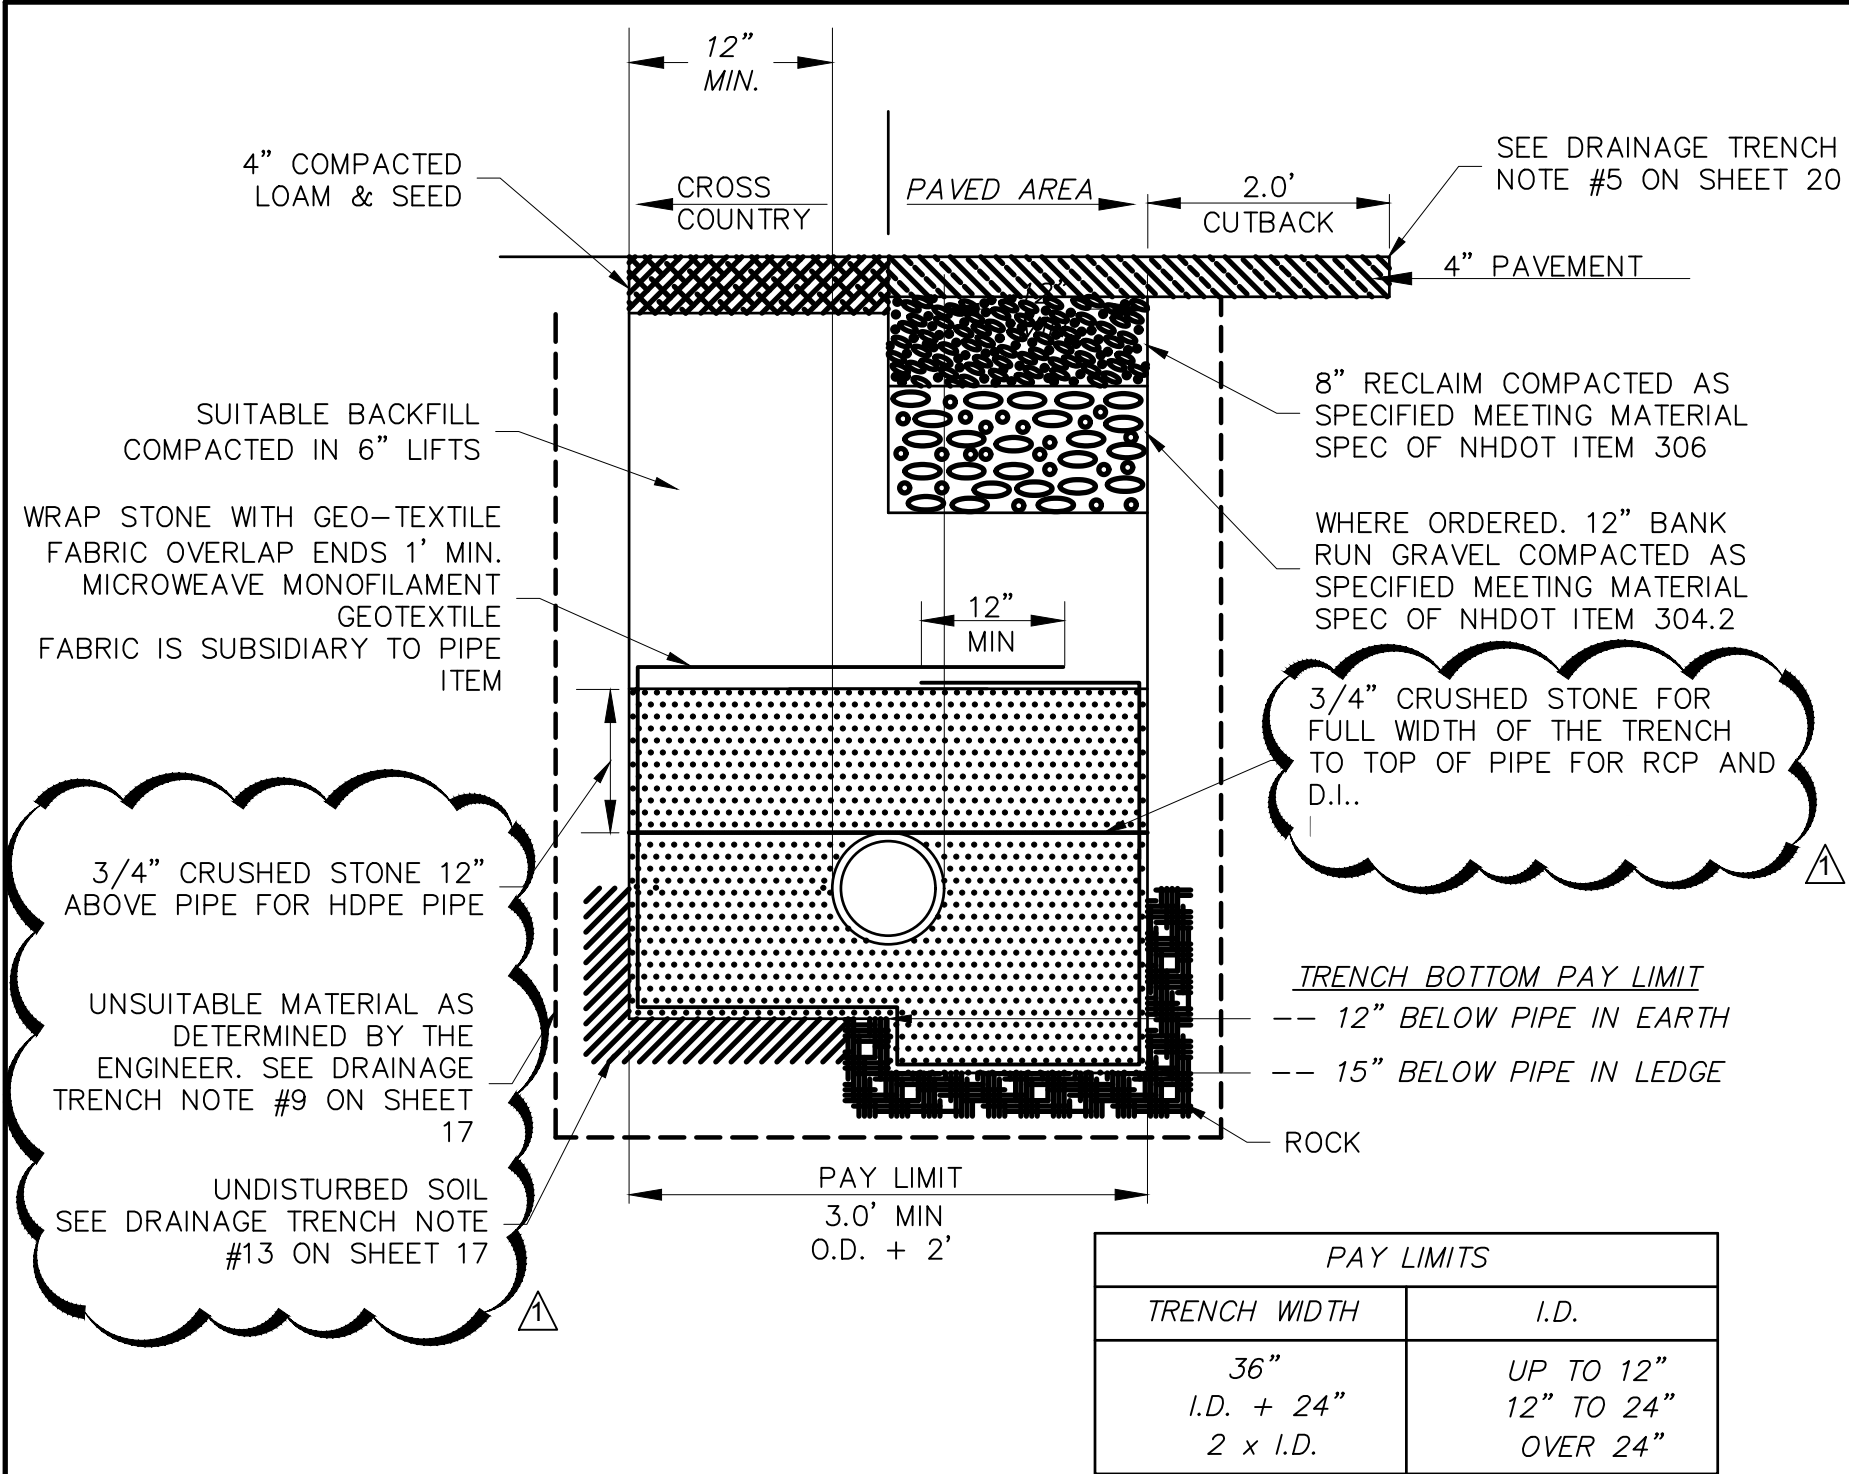 12”
MIN.
4” COMPACTED
LOAM & SEED
CROSS
COUNTRY
PAVED AREA
2.0’
CUTBACK
SEE DRAINAGE TRENCH
NOTE #5 ON SHEET 20
4” PAVEMENT
12”
SUITABLE BACKFILL
COMPACTED IN 6” LIFTS
8” RECLAIM COMPACTED AS
SPECIFIED MEETING MATERIAL
SPEC OF NHDOT ITEM 306
WRAP STONE WITH GEO-TEXTILE
FABRIC OVERLAP ENDS 1’ MIN.
MICROWEAVE MONOFILAMENT
GEOTEXTILE
FABRIC IS SUBSIDIARY TO PIPE
ITEM
WHERE ORDERED. 12” BANK
RUN GRAVEL COMPACTED AS
SPECIFIED MEETING MATERIAL
SPEC OF NHDOT ITEM 304.2
12”
MIN
3/4” CRUSHED STONE FOR
FULL WIDTH OF THE TRENCH
TO TOP OF PIPE FOR RCP AND
D.I..
1
3/4” CRUSHED STONE 12”
ABOVE PIPE FOR HDPE PIPE
UNSUITABLE MATERIAL AS
DETERMINED BY THE
ENGINEER. SEE DRAINAGE
TRENCH NOTE #9 ON SHEET
17
UNDISTURBED SOIL
SEE DRAINAGE TRENCH NOTE
#13 ON SHEET 17
1
TRENCH BOTTOM PAY LIMIT
-- 12” BELOW PIPE IN EARTH
-- 15” BELOW PIPE IN LEDGE
ROCK
PAY LIMIT
3.0’ MIN
O.D. + 2’
PAY LIMITS
TRENCH WIDTH I.D.
36” UP TO 12”
I.D. + 24” 12” TO 24”
2 x I.D. OVER 24”